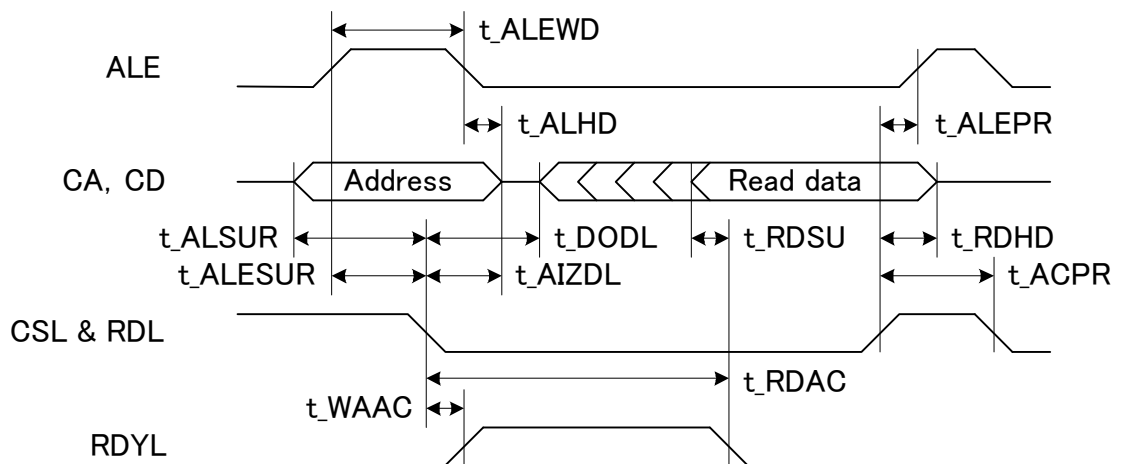 t_ALEWD
ALE
t_ALHD
t_ALEPR
CA, CD
Address
Read data
t_ALSUR
t_DODL
t_RDSU
t_RDHD
t_ALESUR
t_AIZDL
t_ACPR
CSL & RDL
t_RDAC
t_WAAC
RDYL